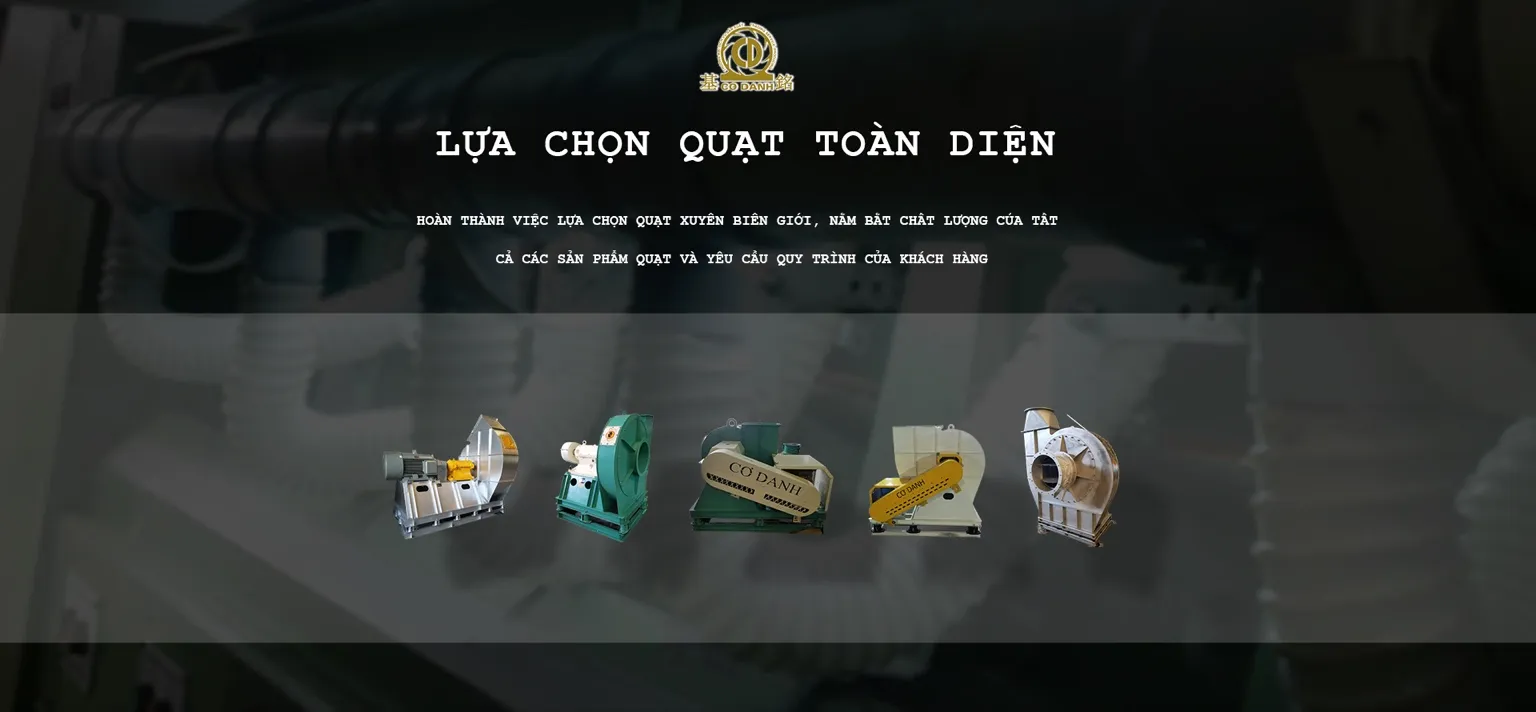 CD
基 CƠ DANH 銘
LỰA CHỌN QUẠT TOÀN DIỆN
HOÀN THÀNH VIỆC LỰA CHỌN QUẠT XUYÊN BIÊN GIỚI, NẮM BẮT CHẤT LƯỢNG CỦA TẤT
CẢ CÁC SẢN PHẨM QUẠT VÀ YÊU CẦU QUY TRÌNH CỦA KHÁCH HÀNG
CƠ DANH
CƠ DANH